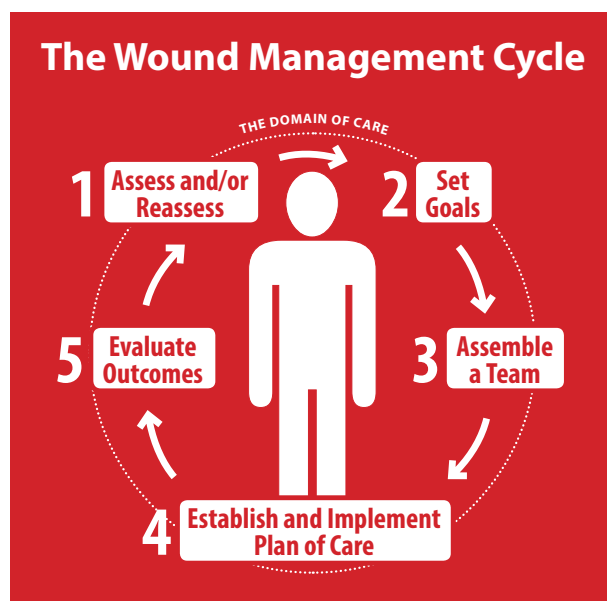 The Wound Management Cycle
THE DOMAIN OF CARE
1 Assess and/or
Reassess
2 Set
Goals
3 Assemble
a Team
4 Establish and Implement
Plan of Care
5 Evaluate
Outcomes